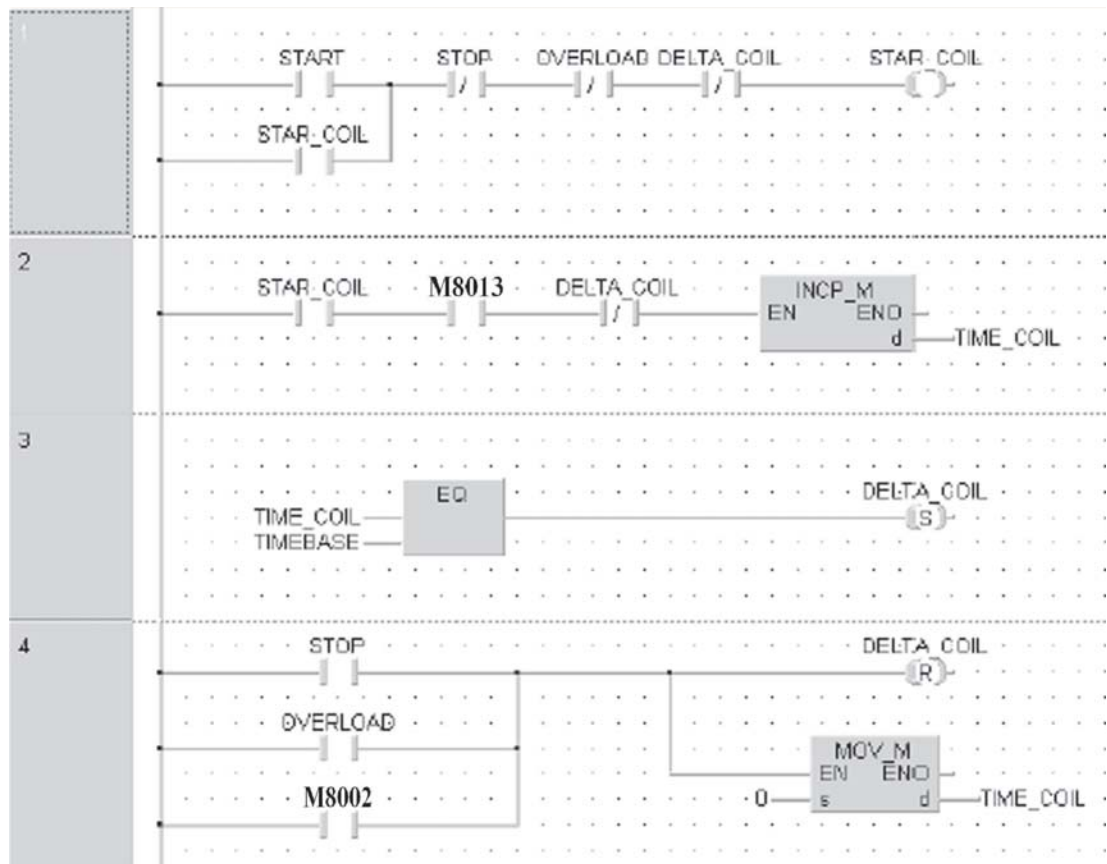 1
START STOP OVERLOAD DELTA_COIL STAR_COIL
STAR_COIL
2
STAR_COIL M8013 DELTA_COIL INCP_M
EN ENO
d TIME_COIL
3
EQ DELTA_COIL
TIME_COIL S
TIMEBASE
4
STOP DELTA_COIL
R
OVERLOAD
MOV_M
EN ENO
M8002 0 s d TIME_COIL